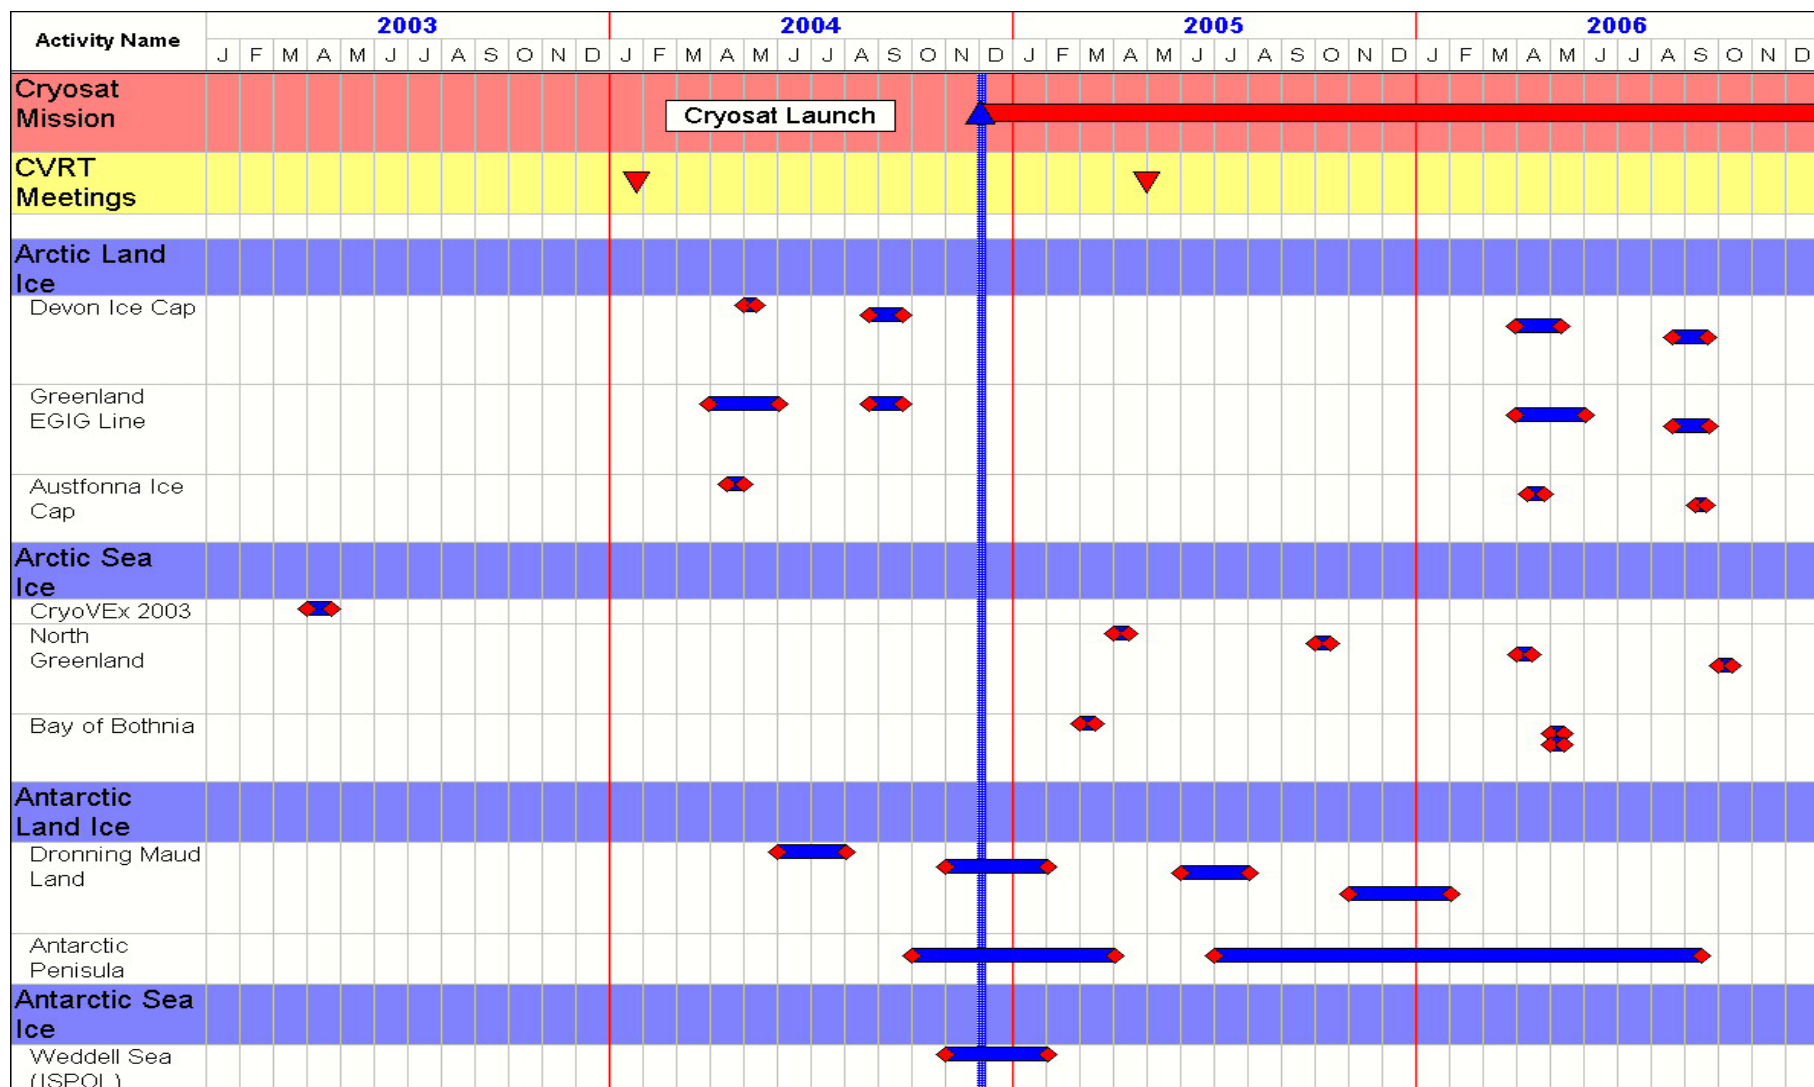 2003 2004 2005 2006
Activity Name
J F M A M J J A S O N D J F M A M J J A S O N D J F M A M J J A S O N D J F M A M J J A S O N D
Cryosat
Mission
Cryosat Launch
CVRT
Meetings
Arctic Land
Ice
Devon Ice Cap
Greenland
EGIG Line
Austfonna Ice
Cap
Arctic Sea
Ice
CryoVEx 2003
North
Greenland
Bay of Bothnia
Antarctic
Land Ice
Dronning Maud
Land
Antarctic
Penisula
Antarctic Sea
Ice
Weddell Sea
(ISPOL)